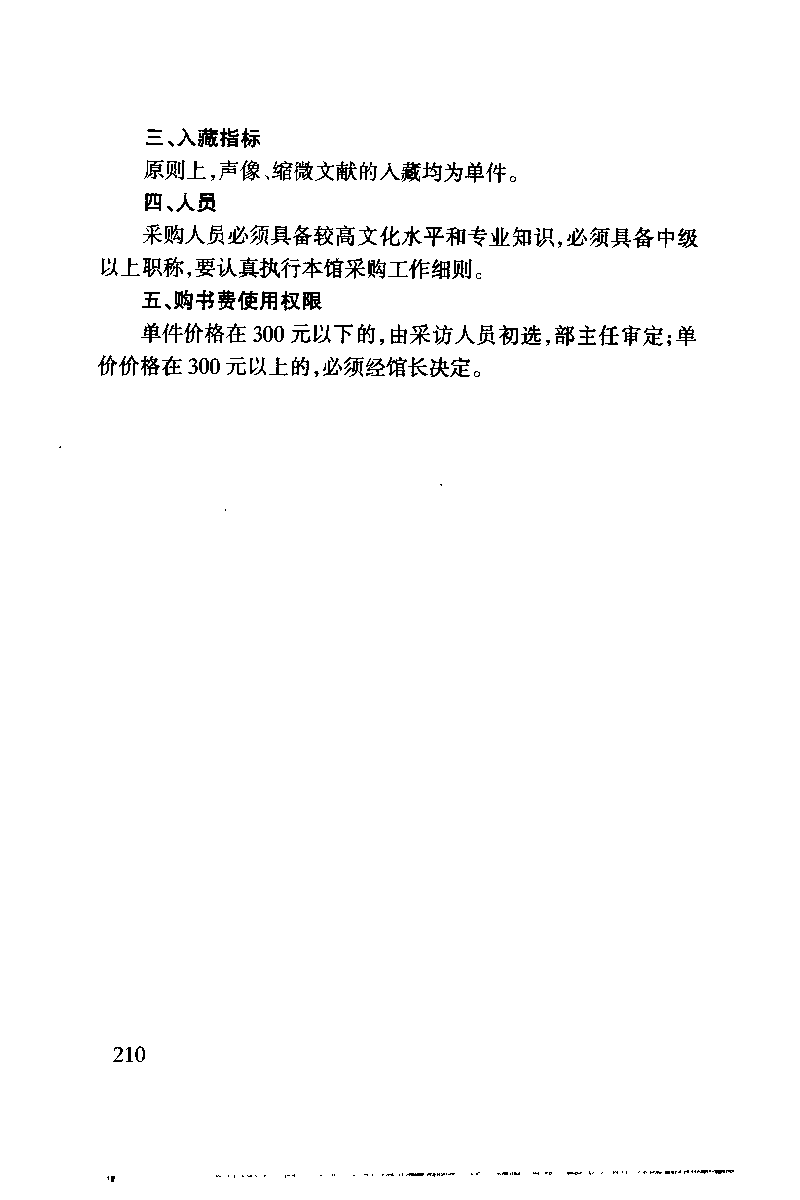 三、入藏指标
原则上,声像、缩微文献的入藏均为单件。
四、人员
采购人员必须具备较高文化水平和专业知识,必须具备中级
以上职称,要认真执行本馆采购工作细则。
五、购书费使用权限
单件价格在 300 元以下的,由采访人员初选,部主任审定;单
价价格在 300 元以上的,必须经馆长决定。
210